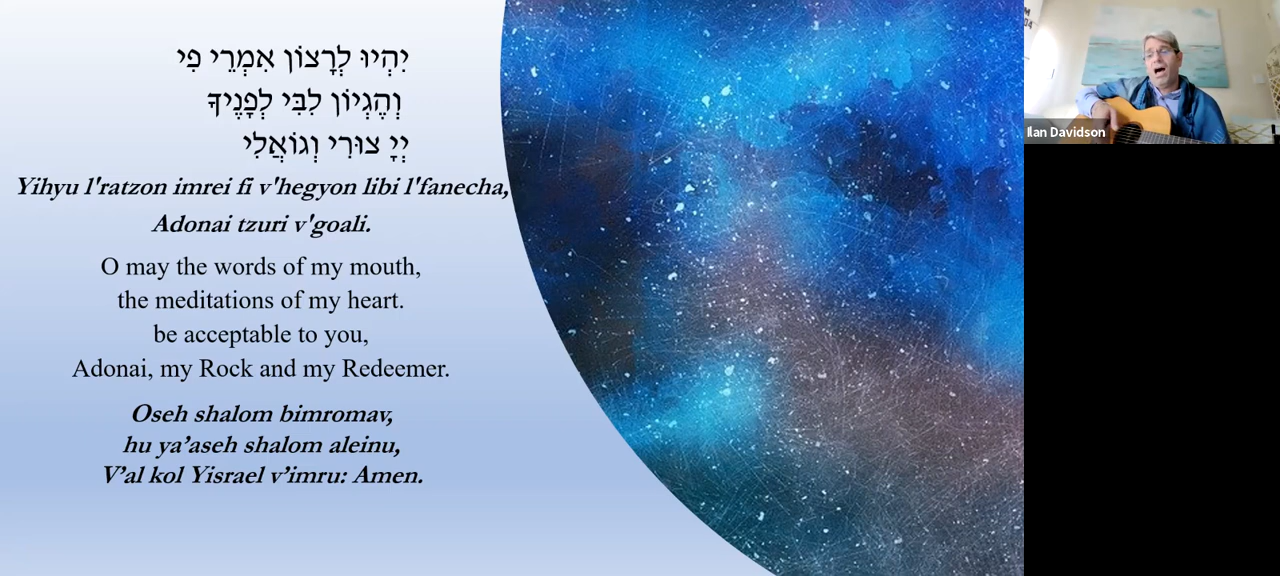 יִהְיוּ לְרָצוֹן אִמְרֵי פִי
וְהֶגְיוֹן לִבִּי לְפָנֶיךָ
יְיָ צוּרִי וְגוֹאֲלִי
Yihyu l'ratzon imrei fi v'hegyon libi l'fanecha,
Adonai tzuri v'goali.
O may the words of my mouth,
the meditations of my heart.
be acceptable to you,
Adonai, my Rock and my Redeemer.
Oseh shalom bimromav,
hu ya’aseh shalom aleinu,
V’al kol Yisrael v’imru: Amen.
Ilan Davidson